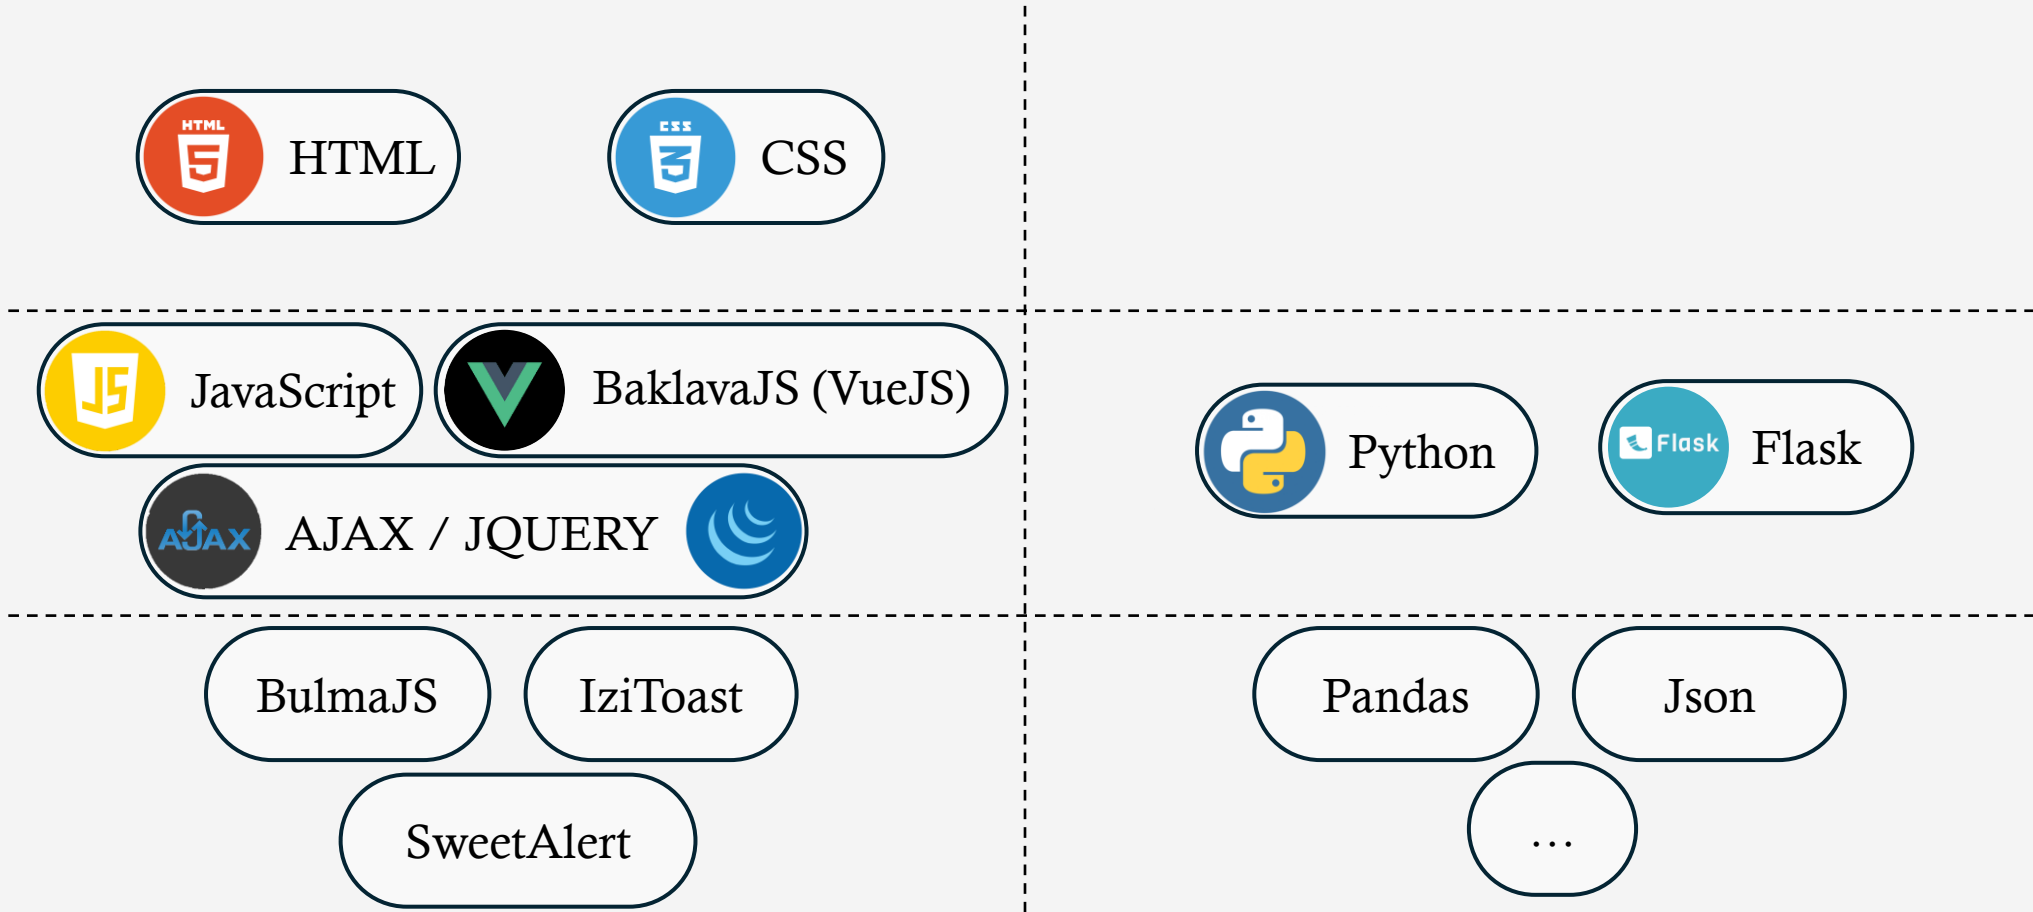 HTML
HTML
CSS
CSS
JS
JavaScript
BaklavaJS (VueJS)
AJAX
AJAX / JQUERY
Python
Flask
Flask
BulmaJS
IziToast
SweetAlert
Pandas
Json
...